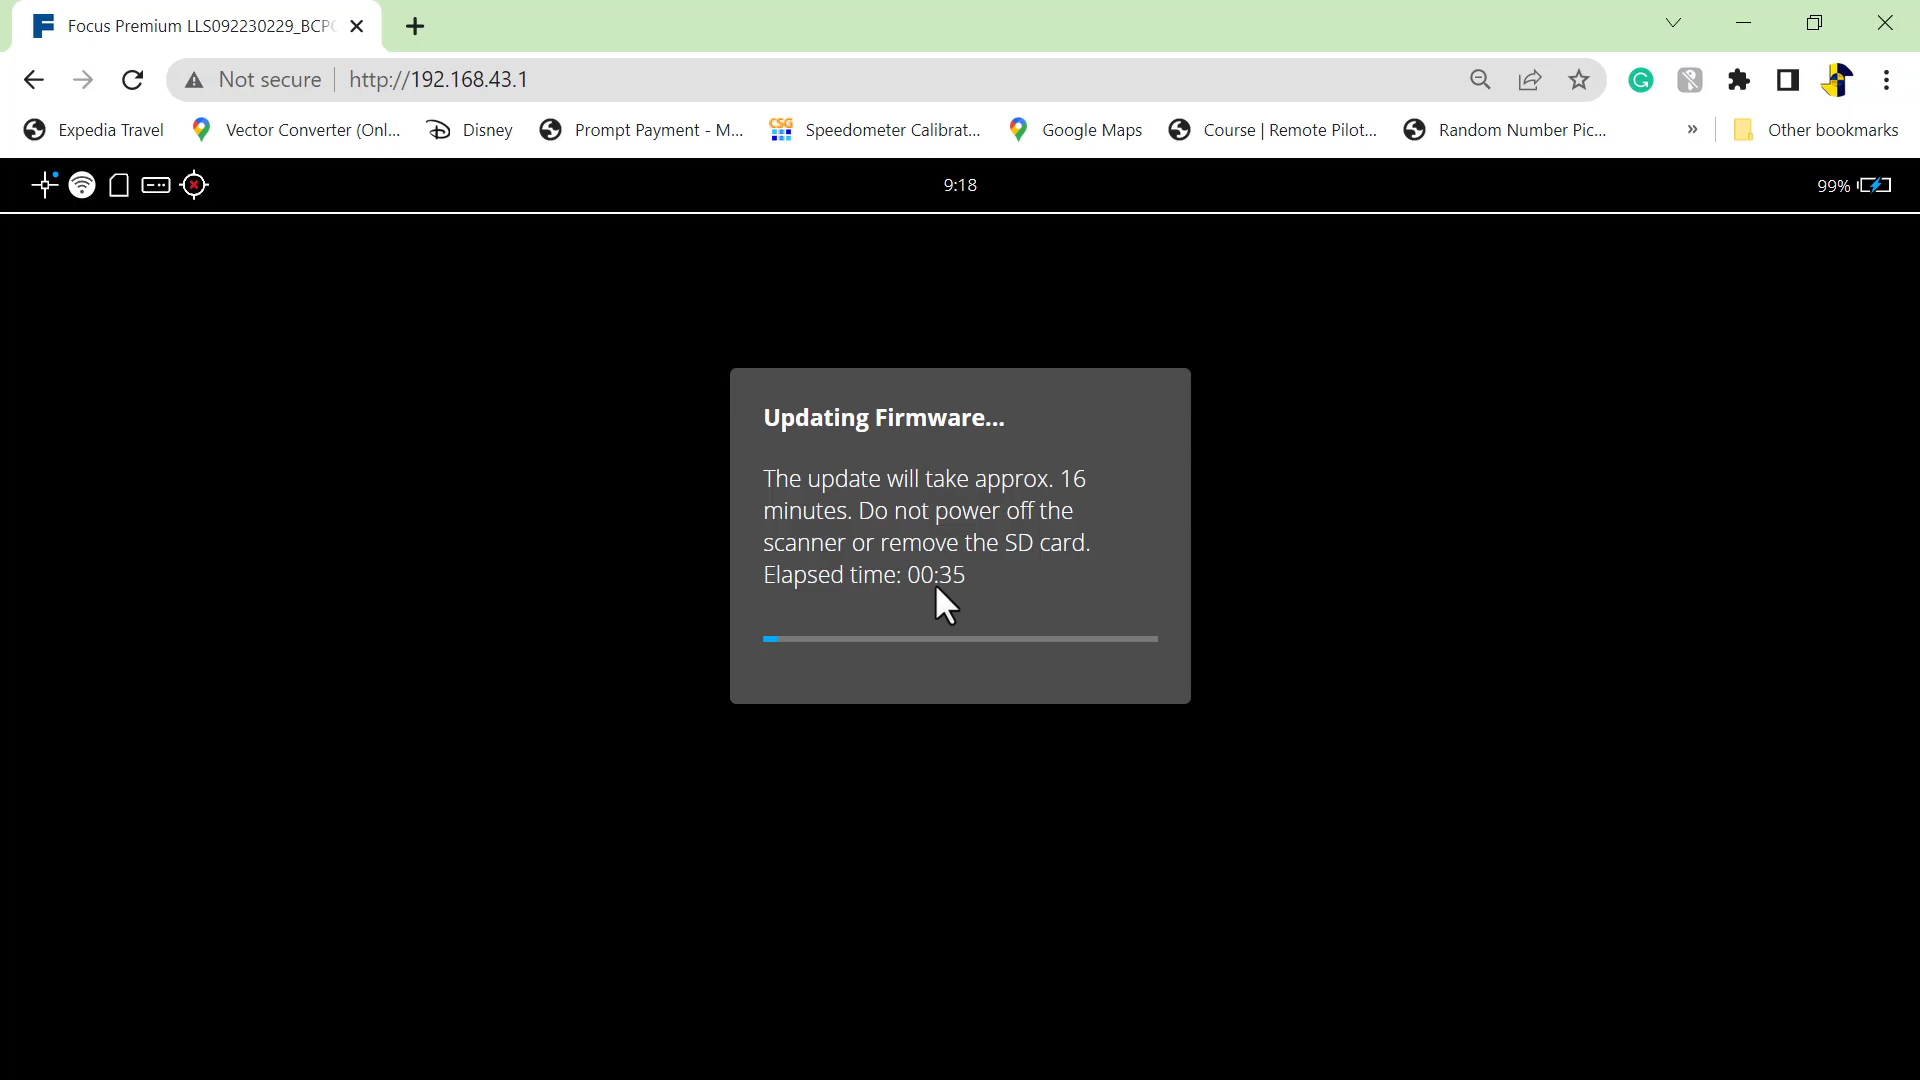 Focus Premium LLS092230229_BCPC
Not secure http://192.168.43.1
Expedia Travel Vector Converter (Onl... Disney Prompt Payment - M... CSG Speedometer Calibrat... Google Maps Course | Remote Pilot... Random Number Pic... » Other bookmarks
9:18 99%
Updating Firmware...
The update will take approx. 16
minutes. Do not power off the
scanner or remove the SD card.
Elapsed time: 00:35